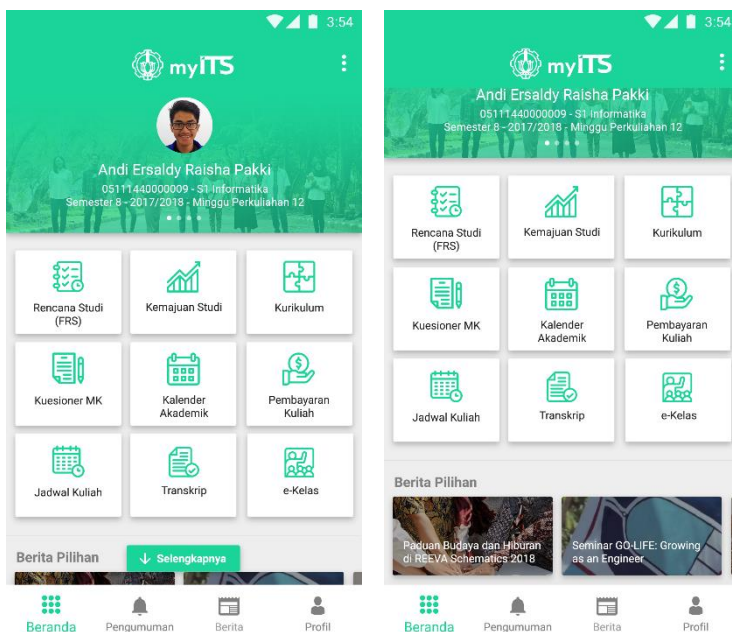 3:54
myITS
Andi Ersaldy Raisha Pakki
05111440000009 - S1 Informatika
Semester 8 - 2017/2018 - Minggu Perkuliahan 12
Rencana Studi
(FRS)
Kemajuan Studi
Kurikulum
Kuesioner MK
Kalender
Akademik
Pembayaran
Kuliah
Jadwal Kuliah
Transkrip
e-Kelas
Berita Pilihan
Selengkapnya
Beranda
Pengumuman
Berita
Profil
3:54
myITS
Andi Ersaldy Raisha Pakki
05111440000009 - S1 Informatika
Semester 8 - 2017/2018 - Minggu Perkuliahan 12
Rencana Studi
(FRS)
Kemajuan Studi
Kurikulum
Kuesioner MK
Kalender
Akademik
Pembayaran
Kuliah
Jadwal Kuliah
Transkrip
e-Kelas
Berita Pilihan
Paduan Budaya dan Hiburan
di REEVA Schematics 2018
Seminar GO-LIFE: Growing
as an Engineer
Beranda
Pengumuman
Berita
Profil